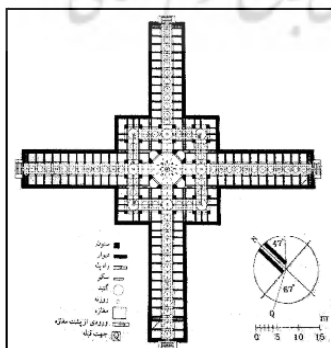 ستون
دیوار
سکو
گنبد
روزنه
مغازه
ورودی از پشت مغازه
جهت قبله
Q
N
47°
67°
Q
m
0 5 10 15